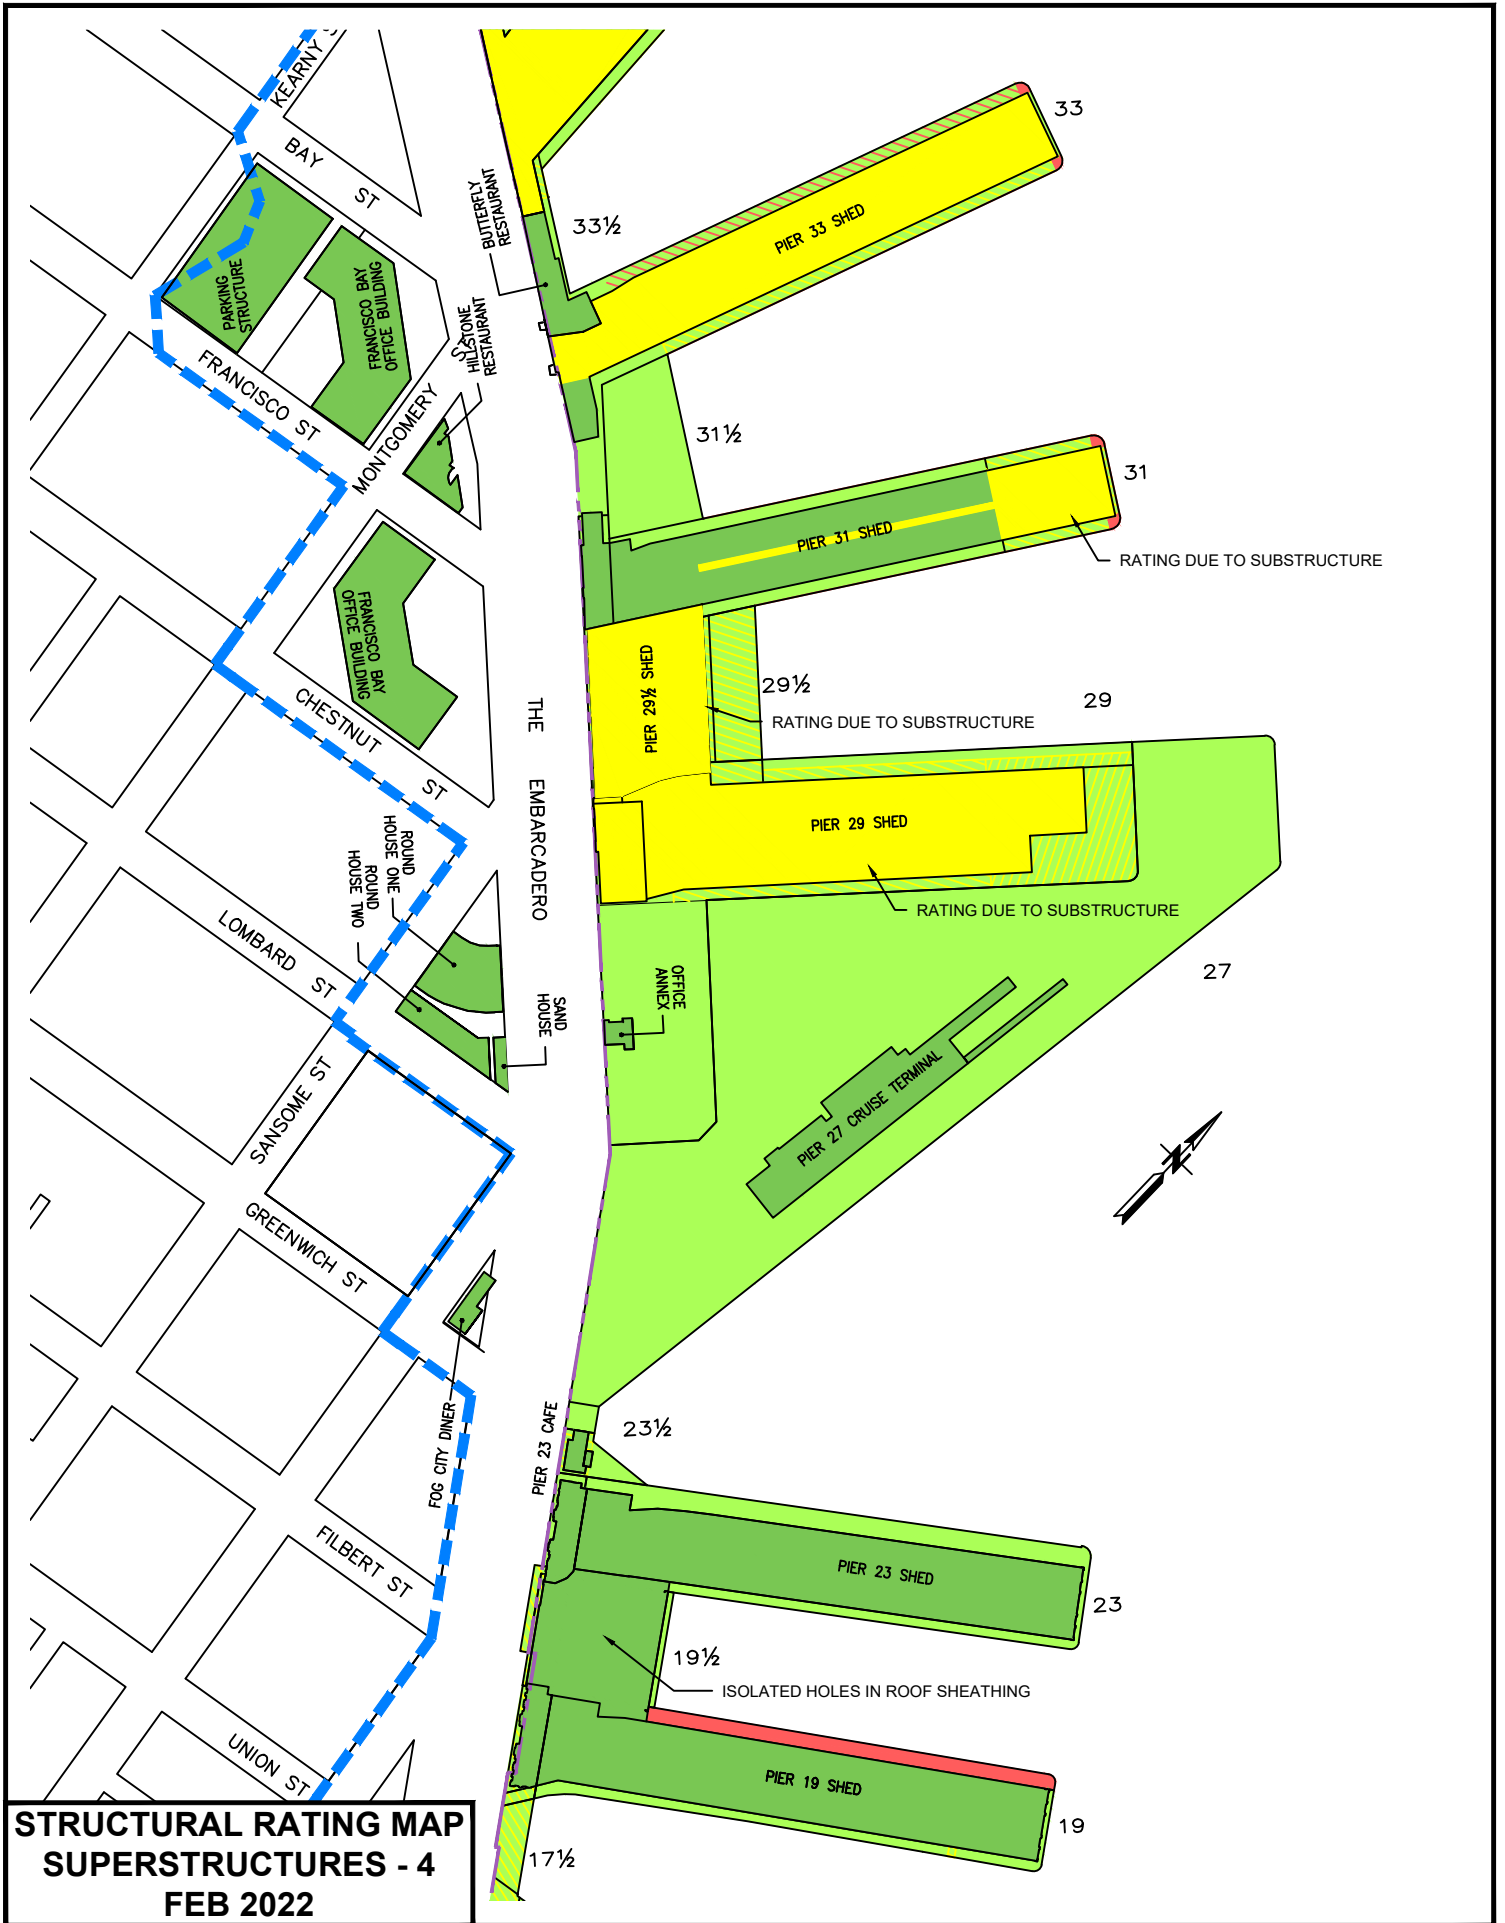 KEARNY S
33
BAY ST
BUTTERFLY
RESTAURANT
33½
PIER 33 SHED
PARKING
STRUCTURE
FRANCISCO BAY
OFFICE BUILDING
HILLSTONE
RESTAURANT
FRANCISCO ST
MONTGOMERY ST
31½
31
PIER 31 SHED
RATING DUE TO SUBSTRUCTURE
FRANCISCO BAY
OFFICE BUILDING
PIER 29½ SHED
29½
29
RATING DUE TO SUBSTRUCTURE
CHESTNUT ST
THE EMBARCADERO
PIER 29 SHED
ROUND
HOUSE ONE
ROUND
HOUSE TWO
RATING DUE TO SUBSTRUCTURE
LOMBARD ST
SAND
HOUSE
OFFICE
ANNEX
27
PIER 27 CRUISE TERMINAL
SANSOME ST
N
GREENWICH ST
FOG CITY DINER
PIER 23 CAFE
23½
FILBERT ST
PIER 23 SHED
23
19½
ISOLATED HOLES IN ROOF SHEATHING
UNION ST
PIER 19 SHED
19
17½
STRUCTURAL RATING MAP
SUPERSTRUCTURES - 4
FEB 2022